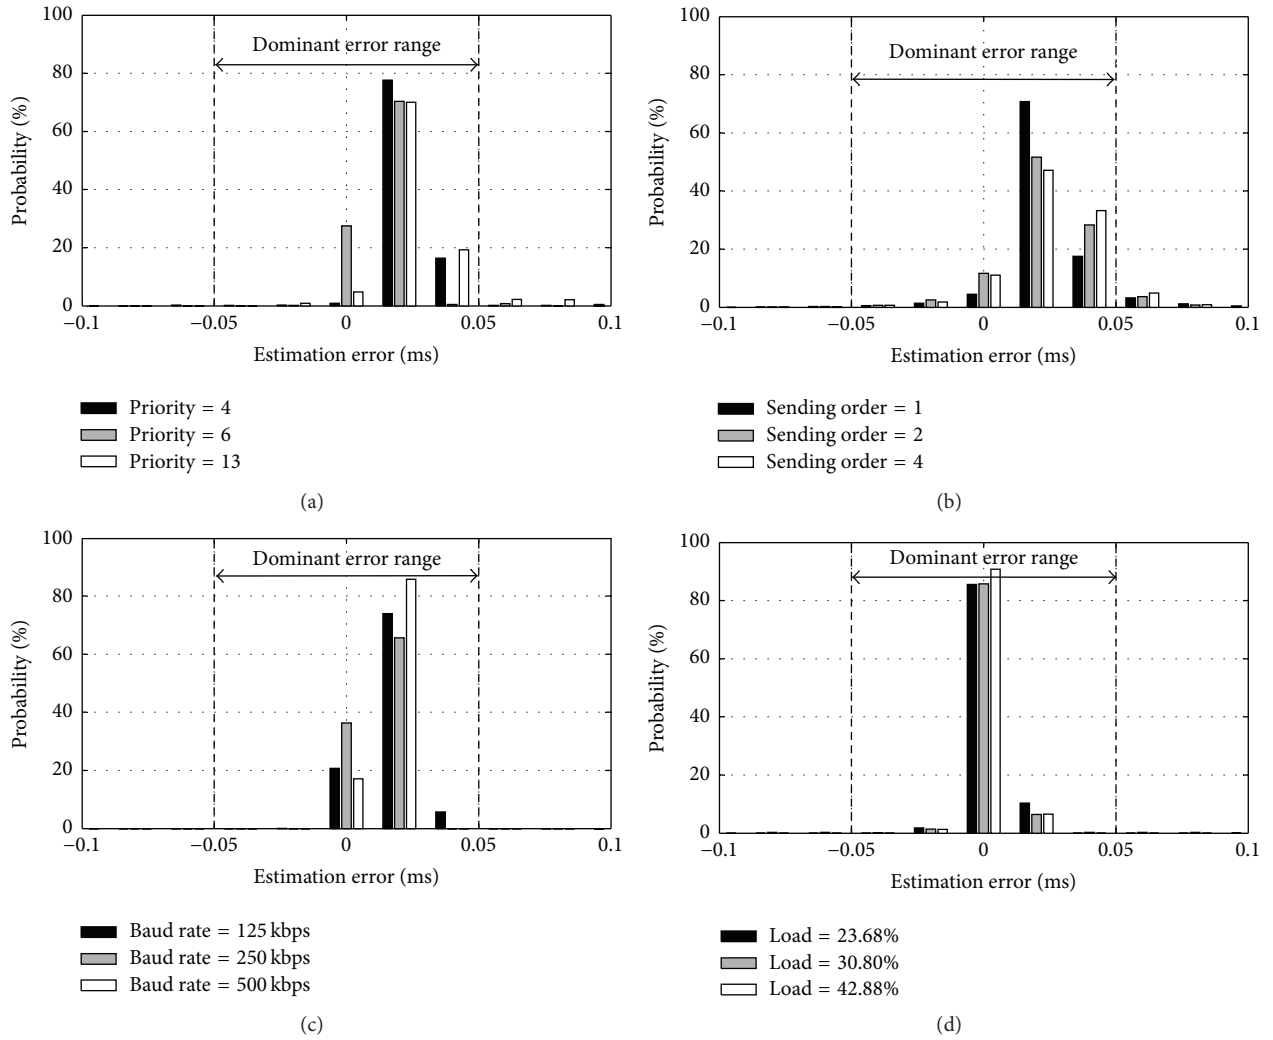 Dominant error range
Probability (%)
100
80
60
40
20
0
−0.1
−0.05
0
0.05
0.1
Estimation error (ms)
Priority = 4
Priority = 6
Priority = 13
(a)
Dominant error range
Probability (%)
100
80
60
40
20
0
−0.1
−0.05
0
0.05
0.1
Estimation error (ms)
Sending order = 1
Sending order = 2
Sending order = 4
(b)
Dominant error range
Probability (%)
100
80
60
40
20
0
−0.1
−0.05
0
0.05
0.1
Estimation error (ms)
Baud rate = 125 kbps
Baud rate = 250 kbps
Baud rate = 500 kbps
(c)
Dominant error range
Probability (%)
100
80
60
40
20
0
−0.1
−0.05
0
0.05
0.1
Estimation error (ms)
Load = 23.68%
Load = 30.80%
Load = 42.88%
(d)